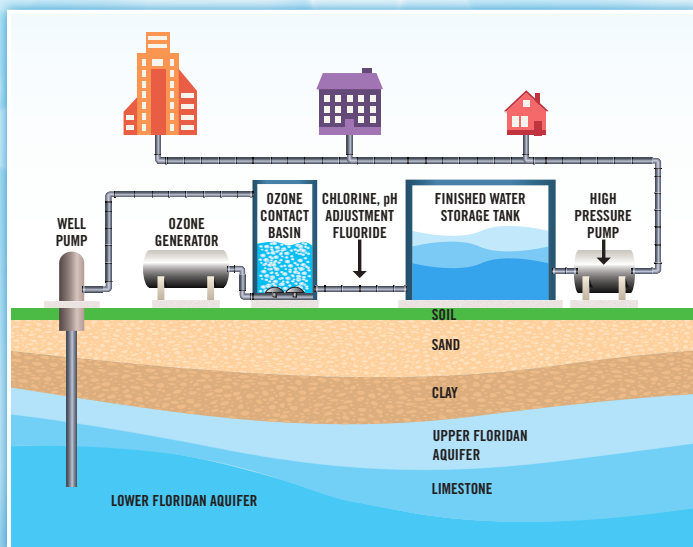 WELL
PUMP
OZONE
GENERATOR
OZONE
CONTACT
BASIN
CHLORINE, pH
ADJUSTMENT
FLUORIDE
FINISHED WATER
STORAGE TANK
HIGH
PRESSURE
PUMP
SOIL
SAND
CLAY
UPPER FLORIDAN
AQUIFER
LIMESTONE
LOWER FLORIDAN AQUIFER